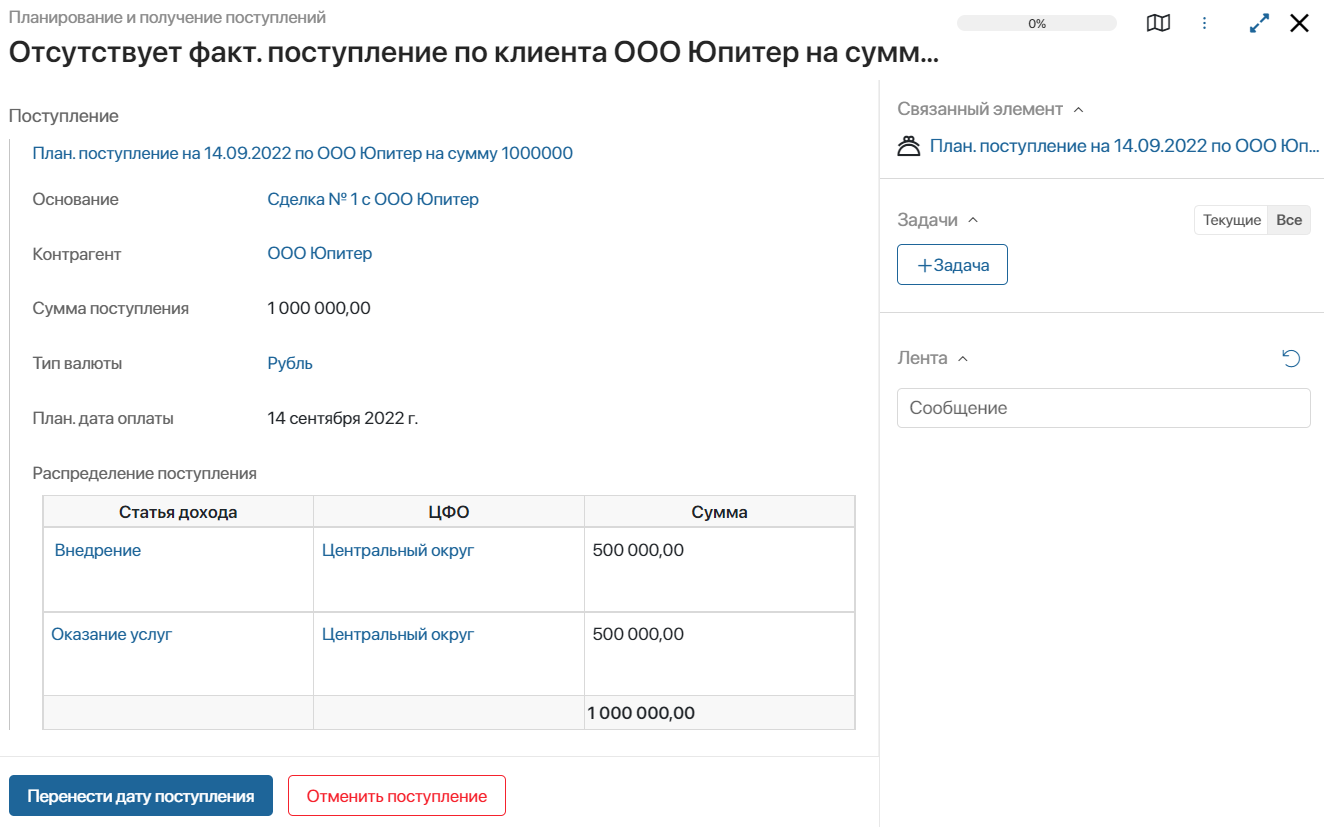 Планирование и получение поступлений
0%
Отсутствует факт. поступление по клиента ООО Юпитер на сумм...
Поступление
План. поступление на 14.09.2022 по ООО Юпитер на сумму 1000000
Основание Сделка № 1 с ООО Юпитер
Контрагент ООО Юпитер
Сумма поступления 1 000 000,00
Тип валюты Рубль
План. дата оплаты 14 сентября 2022 г.
Распределение поступления
Статья дохода ЦФО Сумма
Внедрение Центральный округ 500 000,00
Оказание услуг Центральный округ 500 000,00
1 000 000,00
Перенести дату поступления Отменить поступление
Связанный элемент
План. поступление на 14.09.2022 по ООО Юп...
Задачи Текущие Все
+Задача
Лента
Сообщение